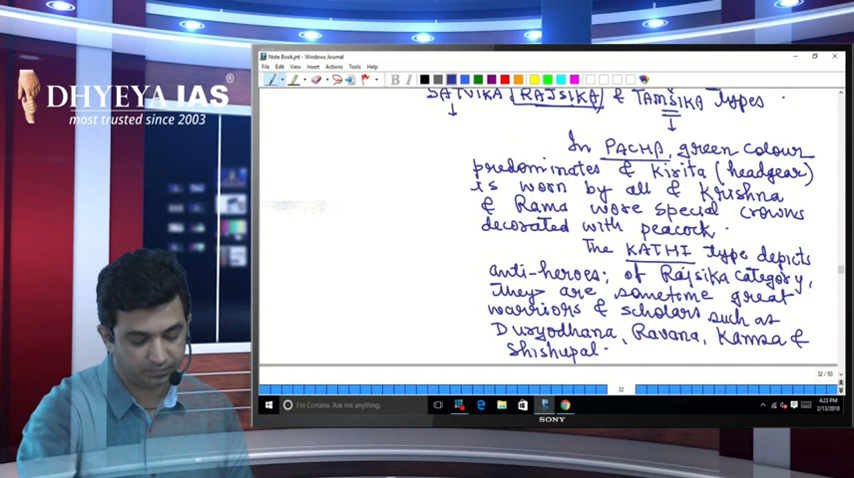 DHYEYA IAS®
most trusted since 2003
Note Book.jnt - Windows Journal
File Edit View Insert Actions Tools Help
B I
SATVIKA, RAJSIKA & TAMSIKA types.
In PACHA, green colour
predominates & Kirita (headgear)
is worn by all & Krishna
& Rama wore special crowns
decorated with peacock.
The KATHI type depicts
anti-heroes; of Rajsika category,
They are sometome great
warriors & scholars such as
Duryodhana, Ravana, Kamsa &
Shishupal.
32 / 50
32
I'm Cortana. Ask me anything.
4:23 PM
2/13/2018
SONY